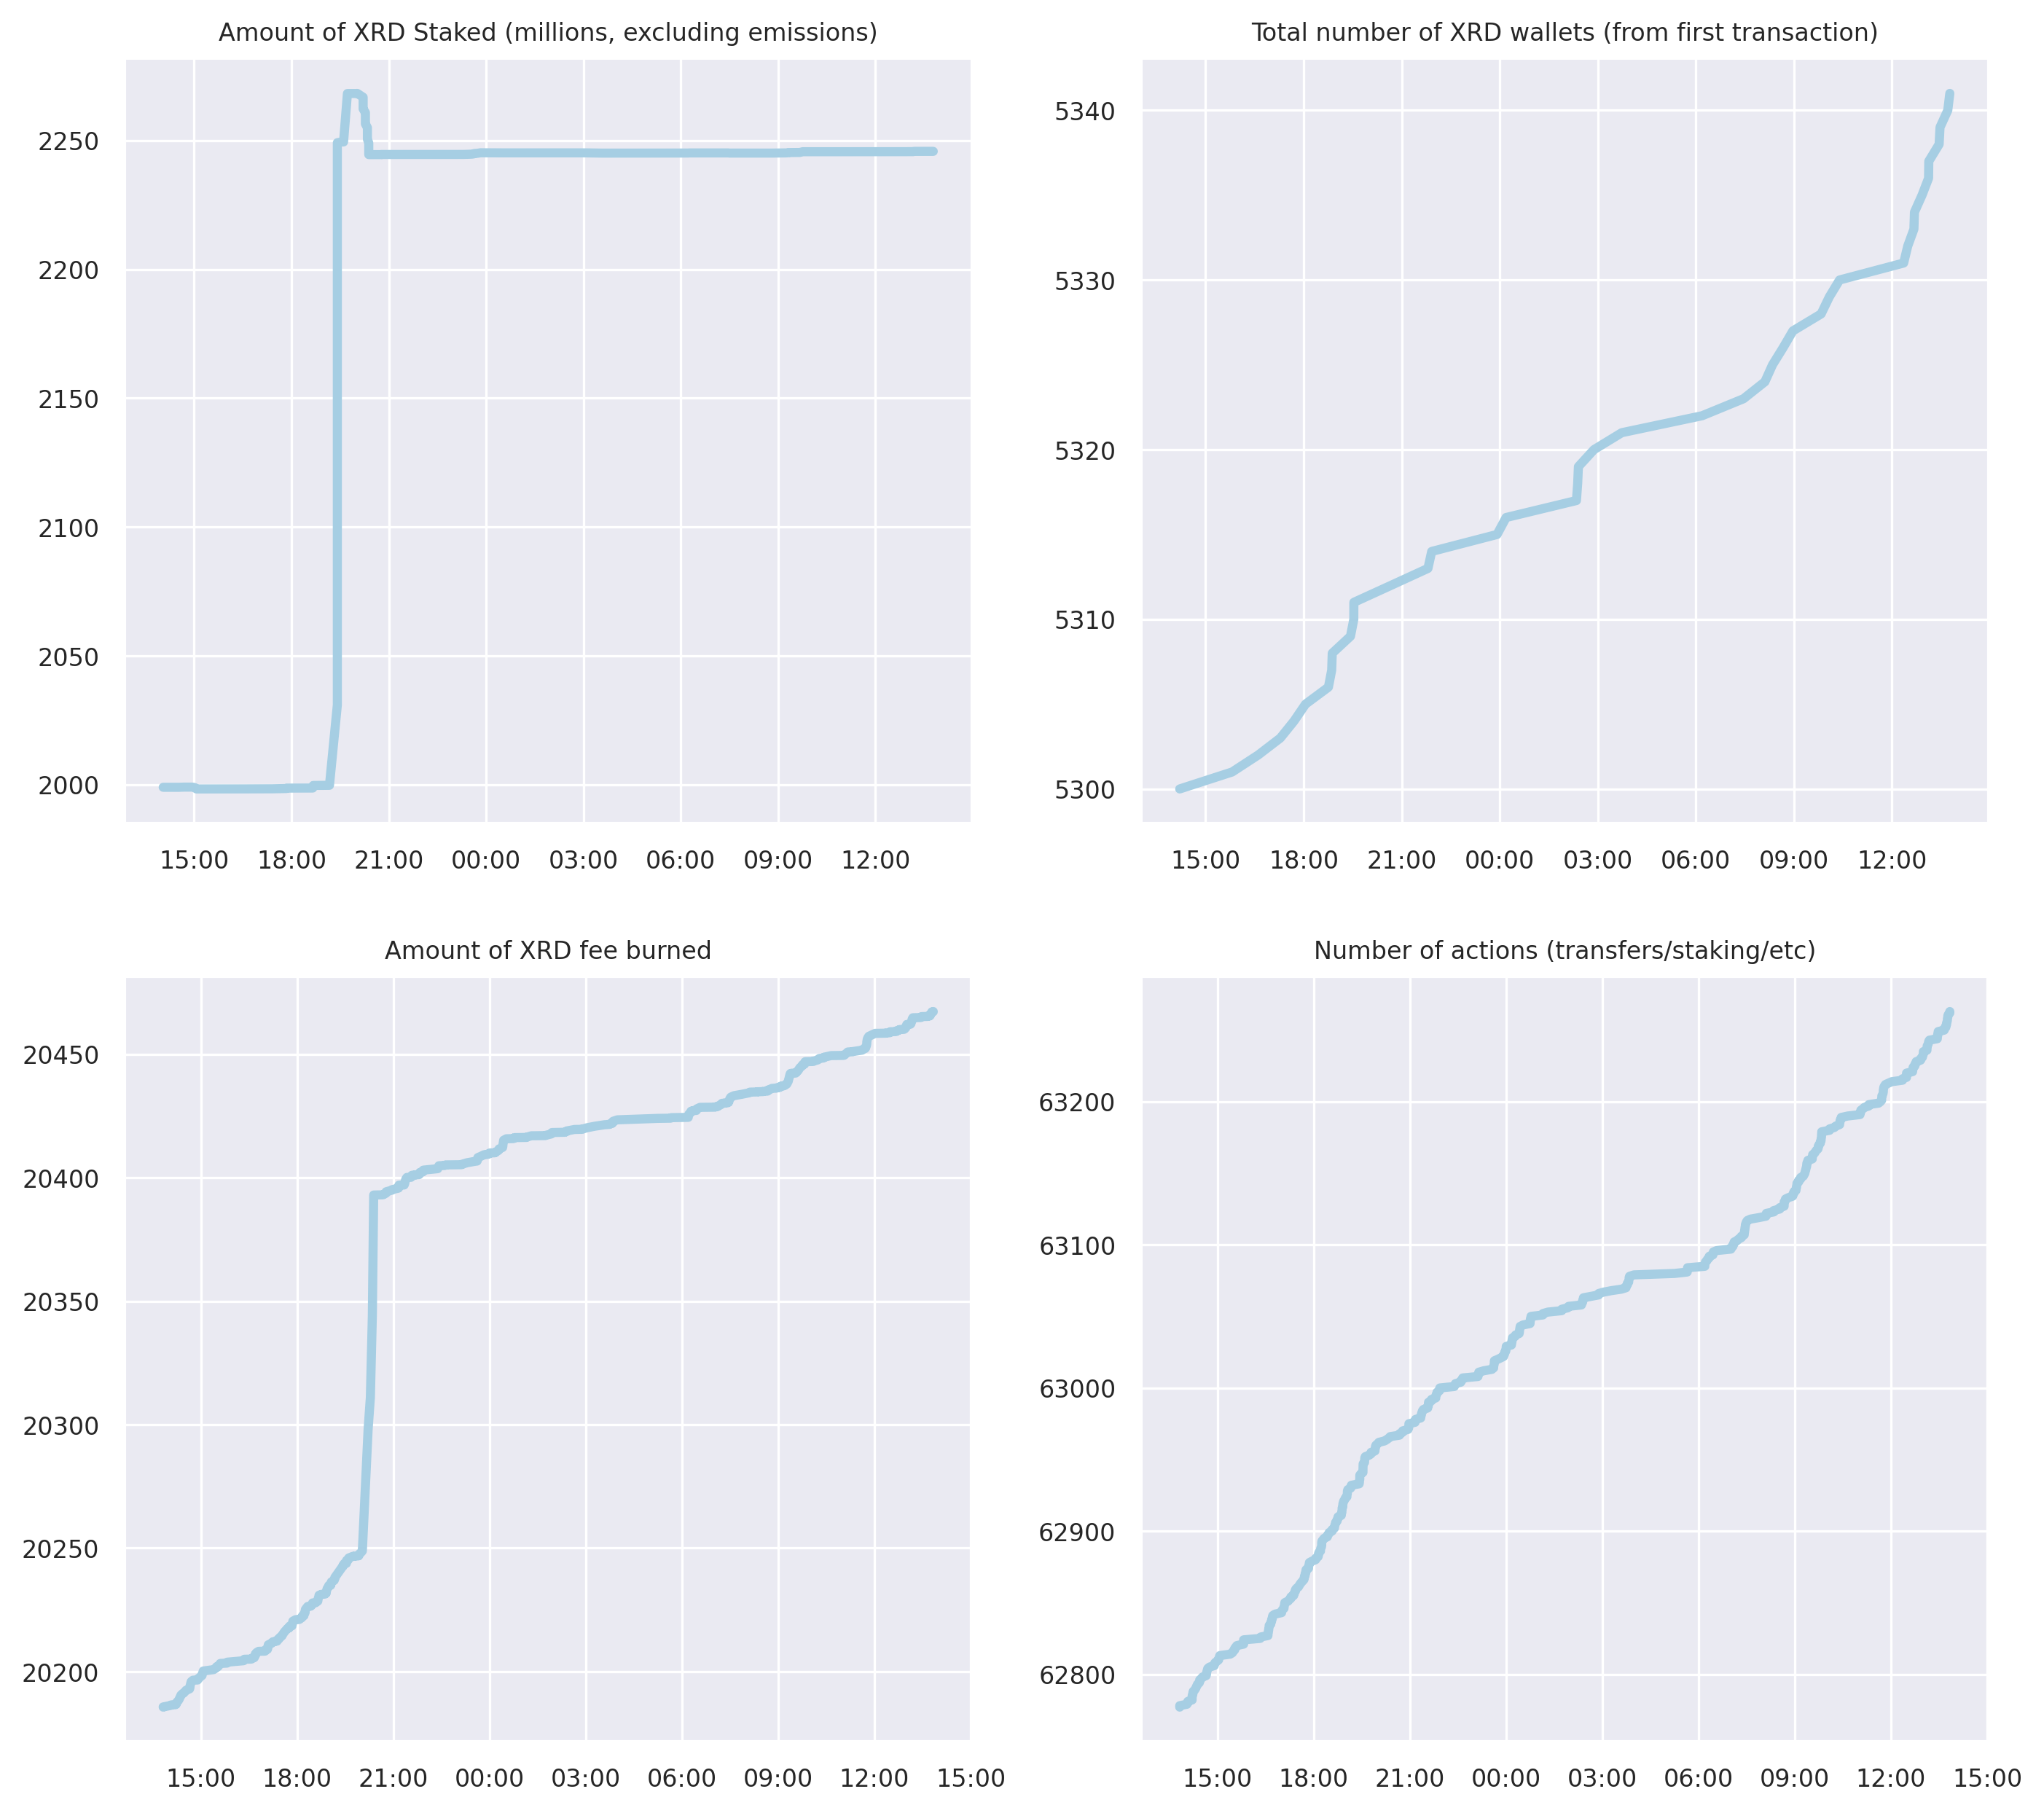 Amount of XRD Staked (millions, excluding emissions)
2250
2200
2150
2100
2050
2000
15:00 18:00 21:00 00:00 03:00 06:00 09:00 12:00
Total number of XRD wallets (from first transaction)
5340
5330
5320
5310
5300
15:00 18:00 21:00 00:00 03:00 06:00 09:00 12:00
Amount of XRD fee burned
20450
20400
20350
20300
20250
20200
15:00 18:00 21:00 00:00 03:00 06:00 09:00 12:00 15:00
Number of actions (transfers/staking/etc)
63200
63100
63000
62900
62800
15:00 18:00 21:00 00:00 03:00 06:00 09:00 12:00 15:00